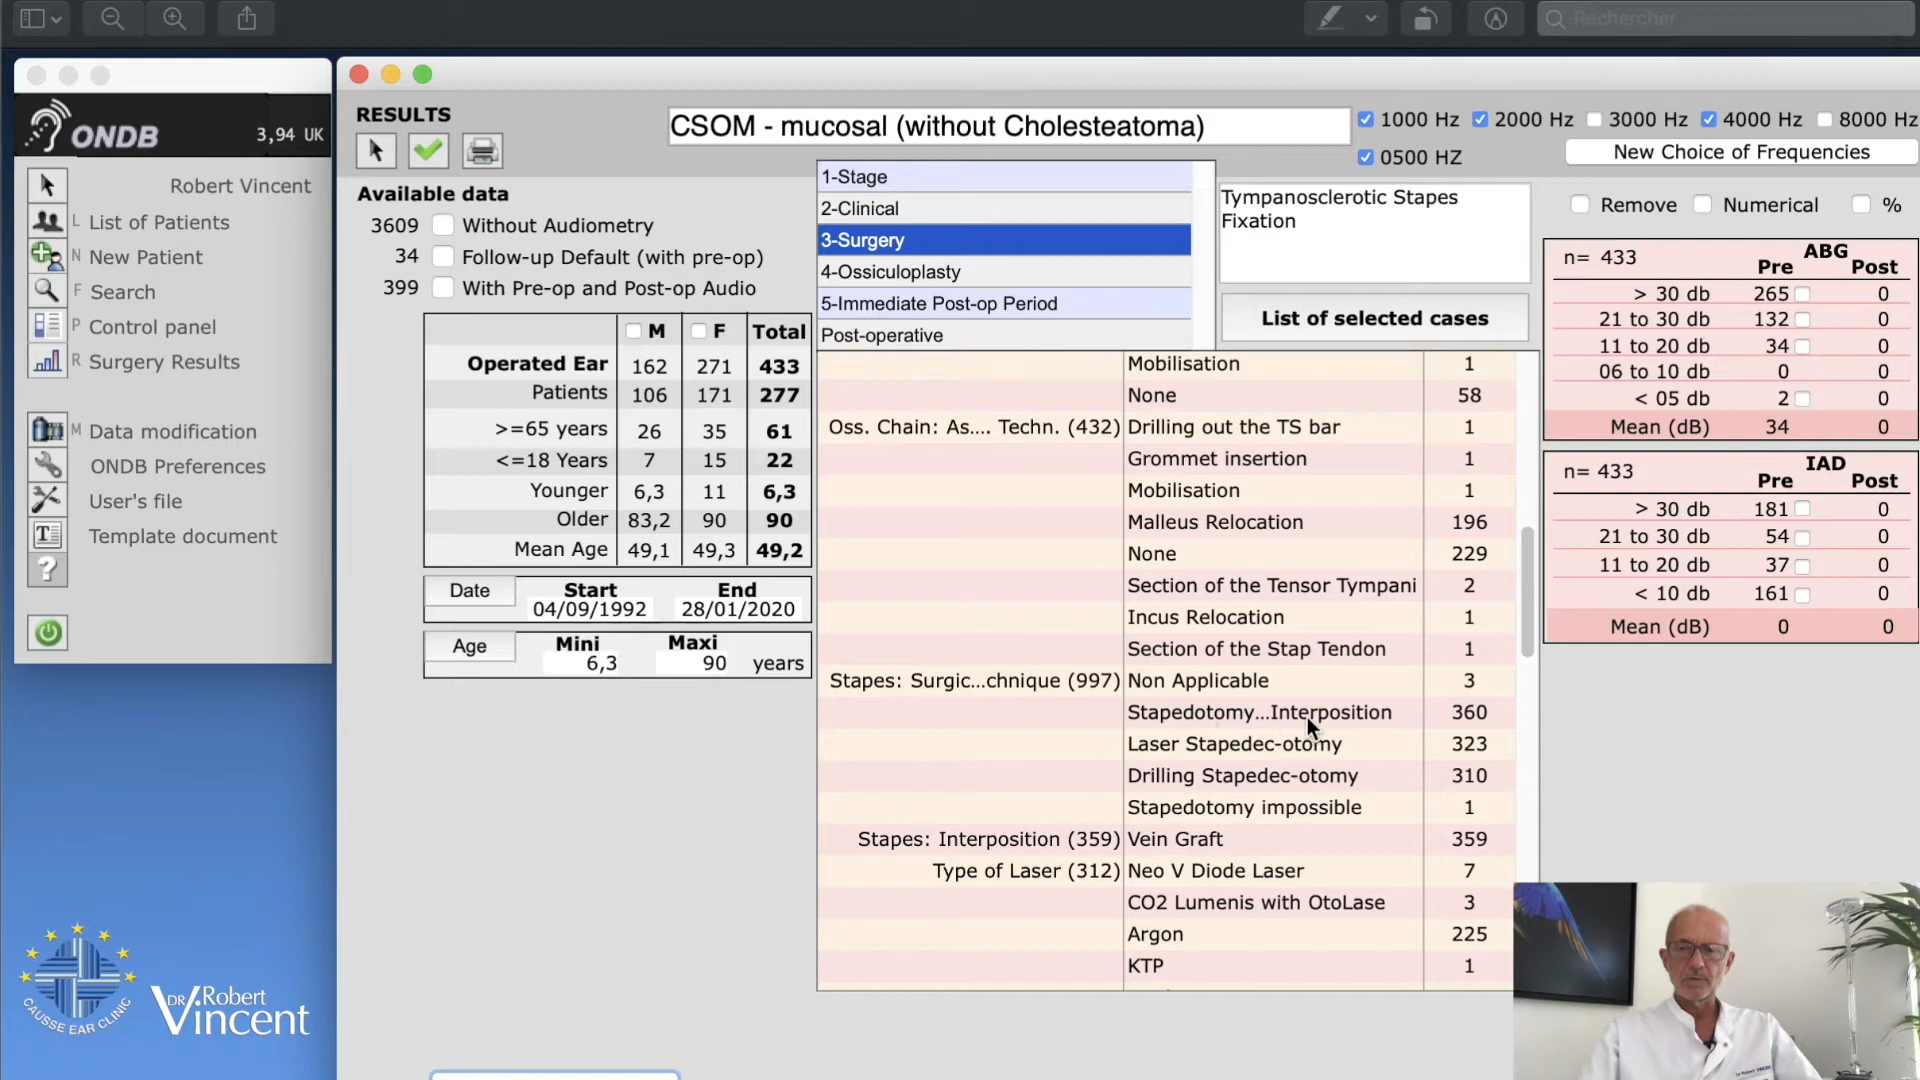 Rechercher
ONDB 3,94 UK
Robert Vincent
L List of Patients
N New Patient
F Search
P Control panel
R Surgery Results
M Data modification
ONDB Preferences
User's file
Template document
?
CAUSSE EAR CLINIC
DR Robert
Vincent
RESULTS
CSOM - mucosal (without Cholesteatoma)
1000 Hz 2000 Hz 3000 Hz 4000 Hz 8000 Hz
0500 HZ
New Choice of Frequencies
Available data
3609 Without Audiometry
34 Follow-up Default (with pre-op)
399 With Pre-op and Post-op Audio
M F Total
Operated Ear 162 271 433
Patients 106 171 277
>=65 years 26 35 61
<=18 Years 7 15 22
Younger 6,3 11 6,3
Older 83,2 90 90
Mean Age 49,1 49,3 49,2
Date Start End
04/09/1992 28/01/2020
Age Mini Maxi
6,3 90 years
1-Stage
2-Clinical
3-Surgery
4-Ossiculoplasty
5-Immediate Post-op Period
Post-operative
Tympanosclerotic Stapes
Fixation
List of selected cases
Mobilisation 1
None 58
Oss. Chain: As.... Techn. (432) Drilling out the TS bar 1
Grommet insertion 1
Mobilisation 1
Malleus Relocation 196
None 229
Section of the Tensor Tympani 2
Incus Relocation 1
Section of the Stap Tendon 1
Stapes: Surgic...chnique (997) Non Applicable 3
Stapedotomy...Interposition 360
Laser Stapedec-otomy 323
Drilling Stapedec-otomy 310
Stapedotomy impossible 1
Stapes: Interposition (359) Vein Graft 359
Type of Laser (312) Neo V Diode Laser 7
CO2 Lumenis with OtoLase 3
Argon 225
KTP 1
Remove Numerical %
n= 433 ABG
Pre Post
> 30 db 265 0
21 to 30 db 132 0
11 to 20 db 34 0
06 to 10 db 0 0
< 05 db 2 0
Mean (dB) 34 0
n= 433 IAD
Pre Post
> 30 db 181 0
21 to 30 db 54 0
11 to 20 db 37 0
< 10 db 161 0
Mean (dB) 0 0